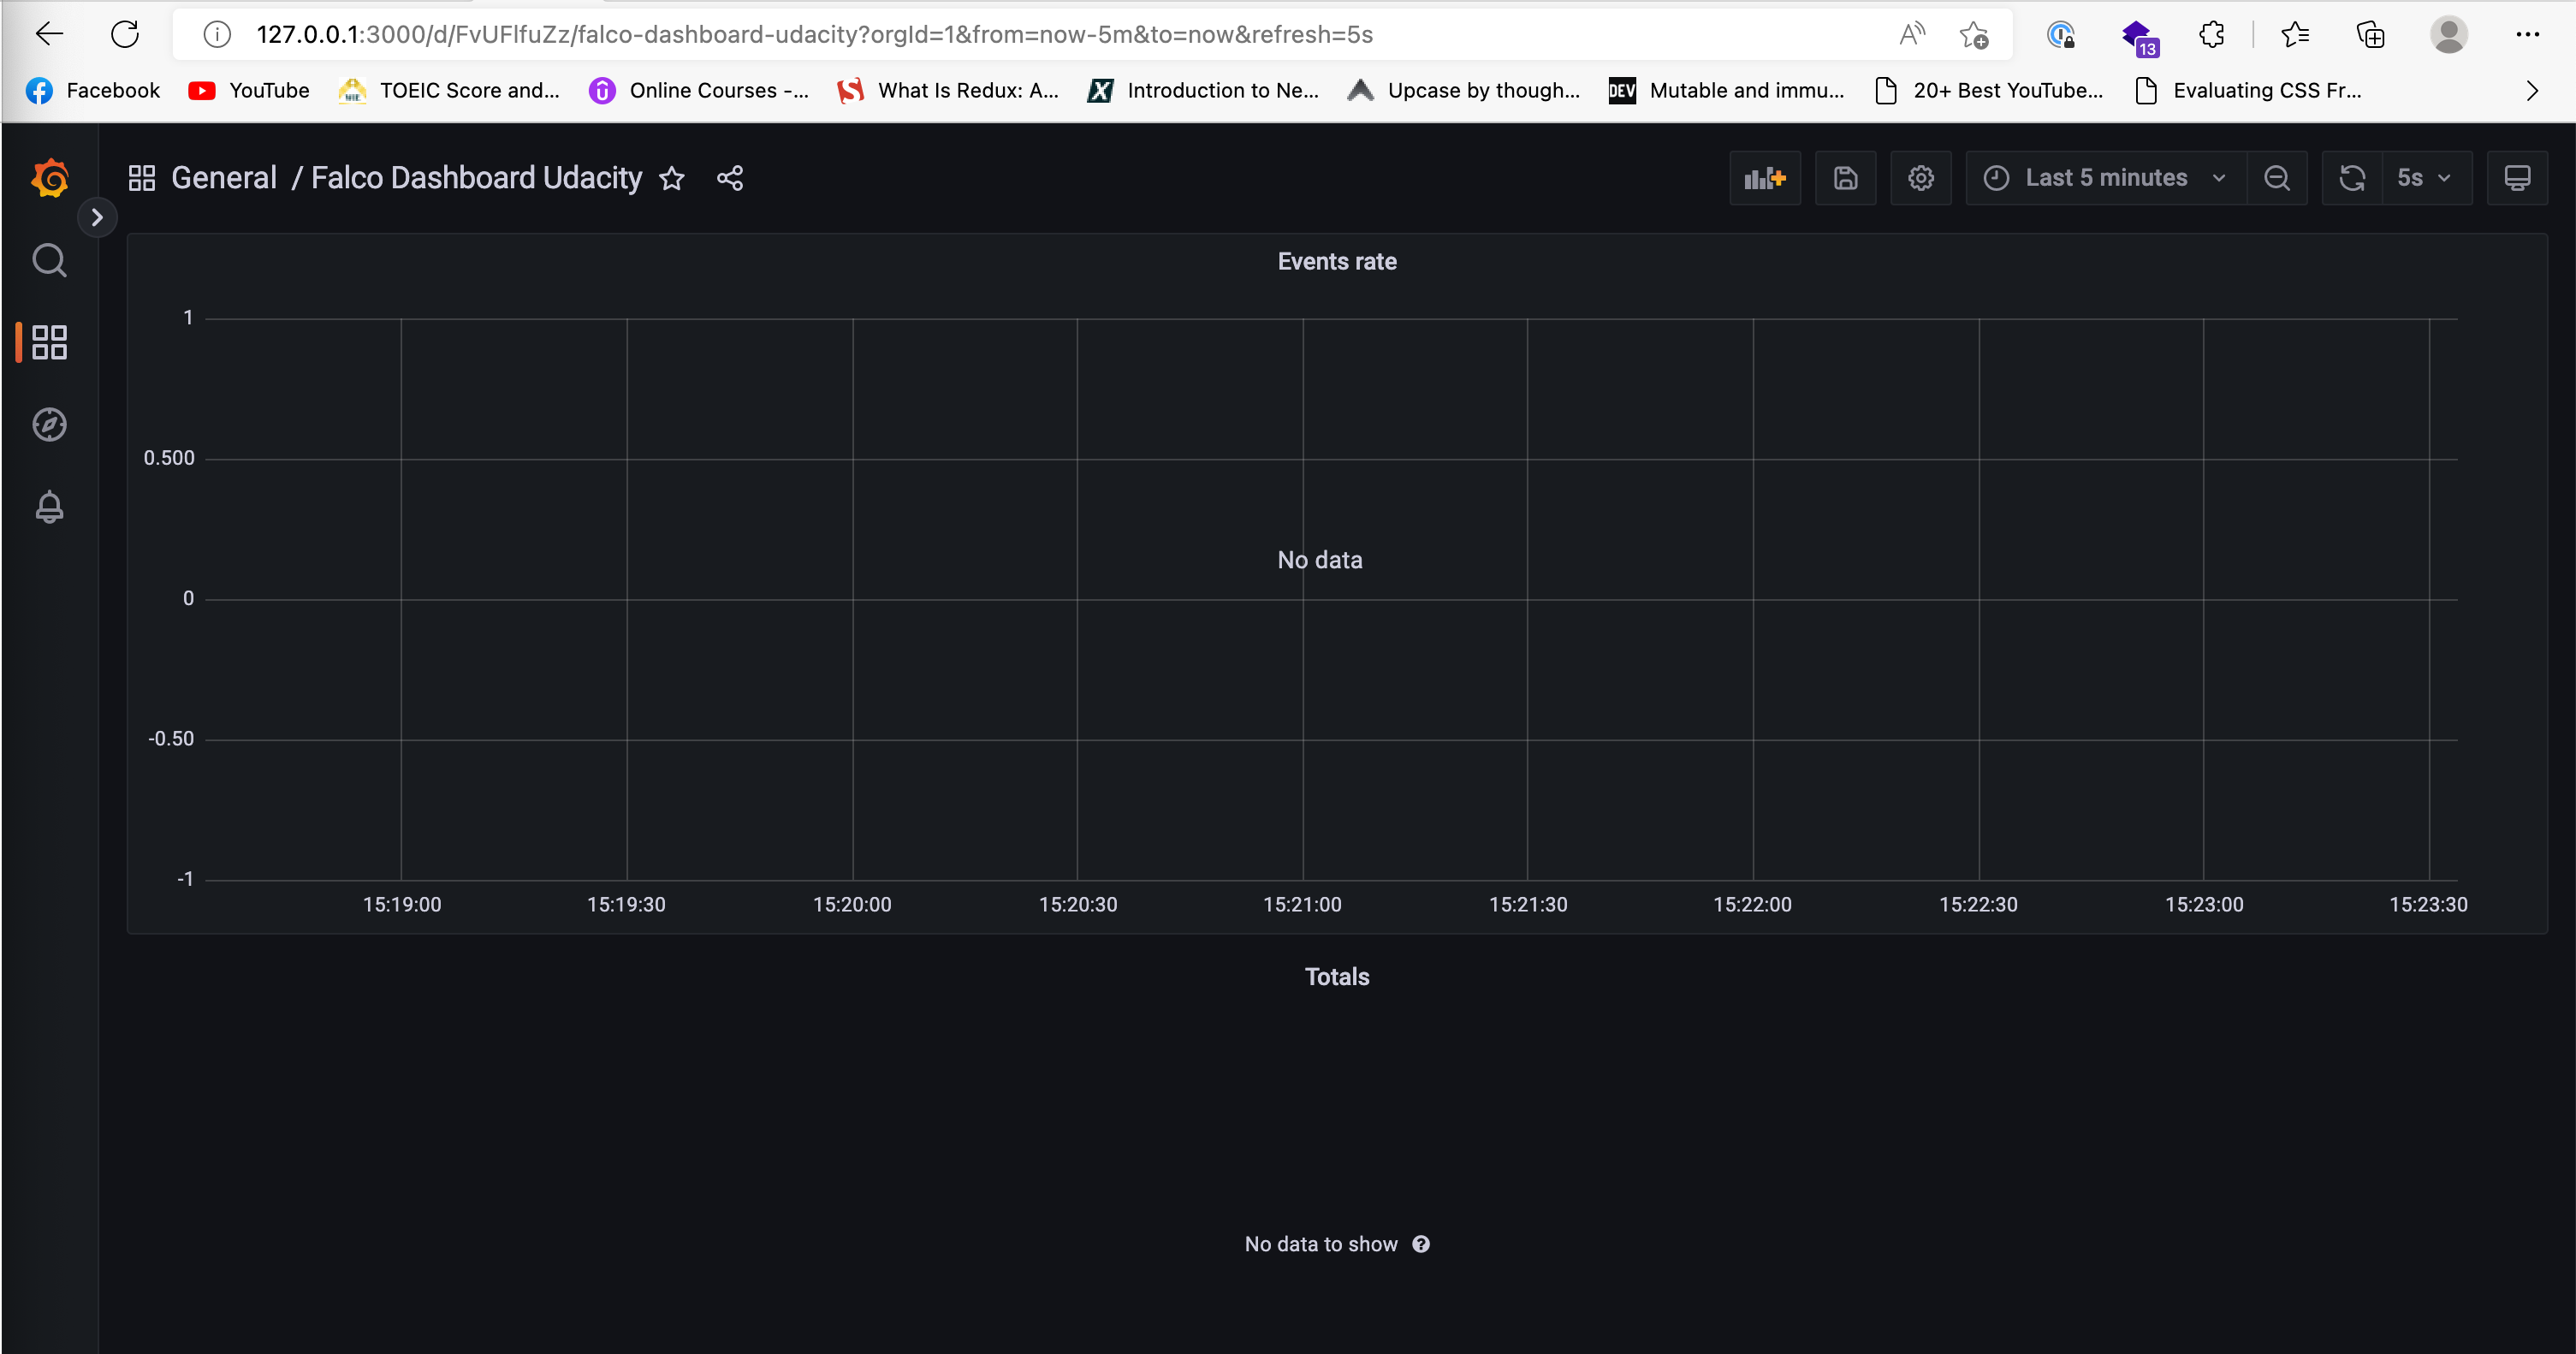 127.0.0.1:3000/d/FvUFlfuZz/falco-dashboard-udacity?orgId=1&from=now-5m&to=now&refresh=5s
13
Facebook YouTube TOEIC Score and... Online Courses -... What Is Redux: A... Introduction to Ne... Upcase by though... DEV Mutable and immu... 20+ Best YouTube... Evaluating CSS Fr...
General / Falco Dashboard Udacity Last 5 minutes 5s
Events rate
1
0.500
No data
0
-0.50
-1
15:19:00 15:19:30 15:20:00 15:20:30 15:21:00 15:21:30 15:22:00 15:22:30 15:23:00 15:23:30
Totals
No data to show